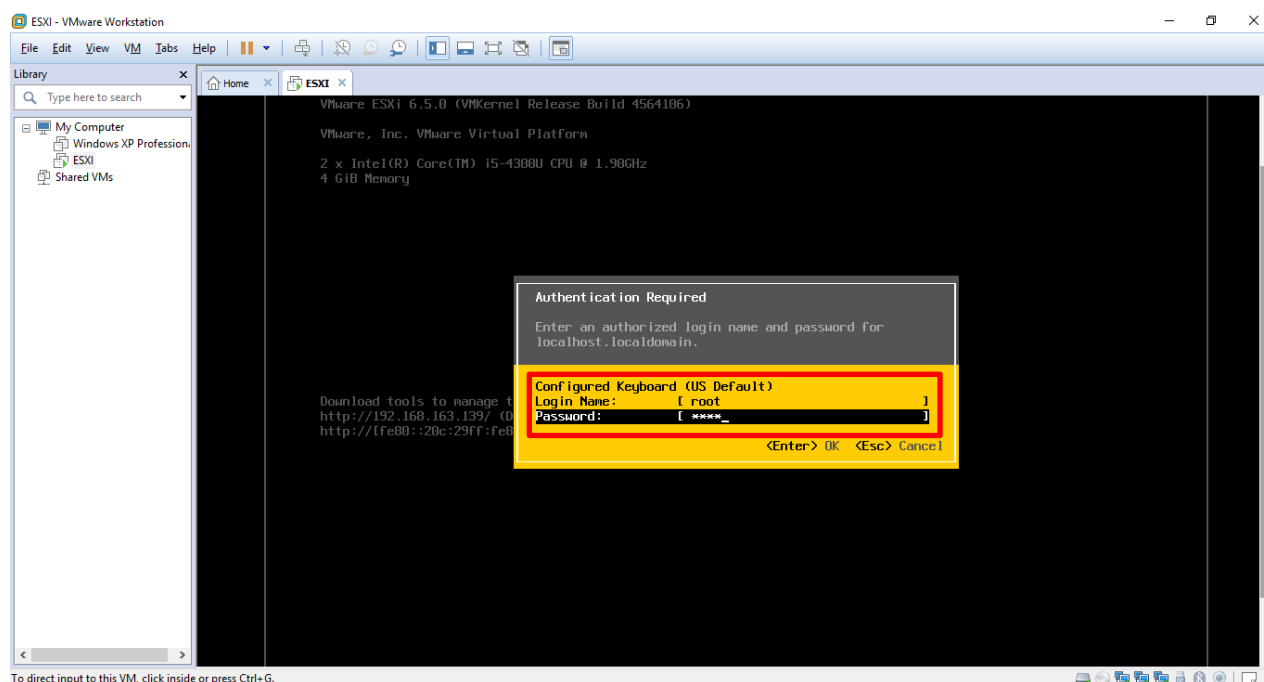 ESXI - VMware Workstation
File Edit View VM Tabs Help
Library
Type here to search
My Computer
Windows XP Profession
ESXI
Shared VMs
Home
ESXI
VMware ESXi 6.5.0 (VMKernel Release Build 4564106)
VMware, Inc. VMware Virtual Platform
2 x Intel(R) Core(TM) i5-4300U CPU @ 1.90GHz
4 GiB Memory
Authentication Required
Enter an authorized login name and password for
localhost.localdomain.
Configured Keyboard (US Default)
Login Name: [ root ]
Password: [ ****_ ]
<Enter> OK <Esc> Cancel
Download tools to manage t
http://192.168.163.139/ (D
http://[fe80::20c:29ff:fe8
To direct input to this VM, click inside or press Ctrl+G.